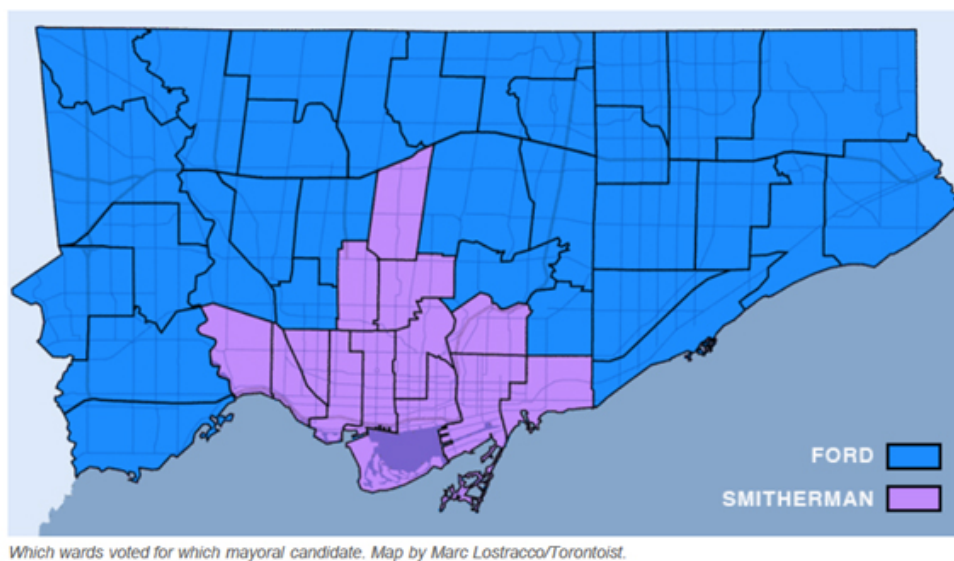 FORD
SMITHERMAN
Which wards voted for which mayoral candidate. Map by Marc Lostracco/Torontoist.